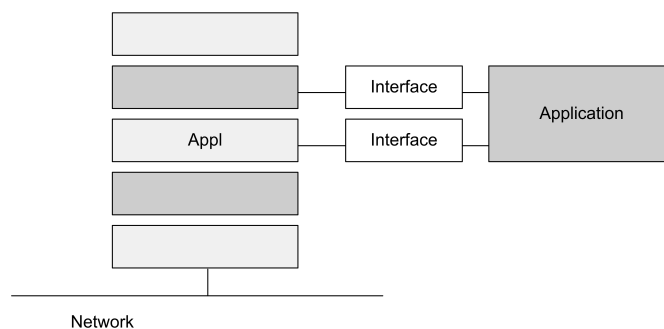 Interface
Application
Appl
Interface
Network